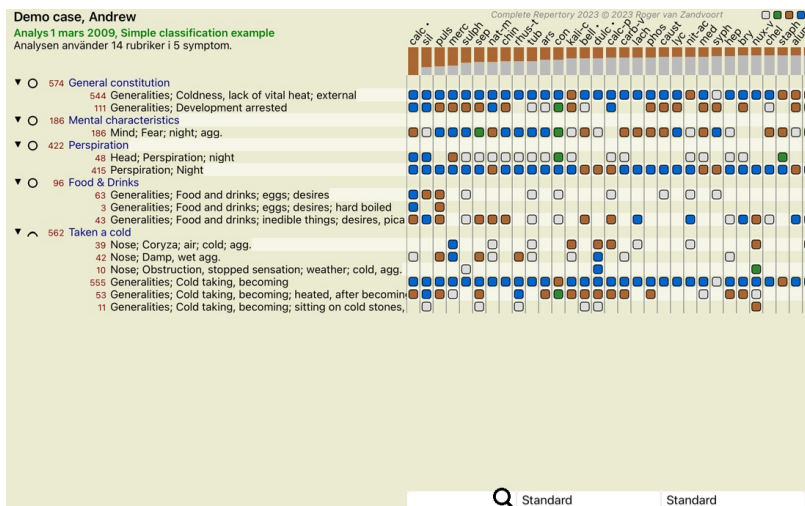 Demo case, Andrew
Complete Repertory 2023 © 2023 Roger van Zandvoort
Analys 1 mars 2009, Simple classification example
Analysen använder 14 rubriker i 5 symptom.
calc. sil puls merc sulph sep nat-m chin rhus-t tub ars con kali-c bell dulc calc-p carb-v lach phos caust lyc nit-ac med syph hep bry nux-v chel staph alum
574 General constitution
544 Generalities; Coldness, lack of vital heat; external
111 Generalities; Development arrested
186 Mental characteristics
186 Mind; Fear; night; agg.
422 Perspiration
48 Head; Perspiration; night
415 Perspiration; Night
96 Food & Drinks
63 Generalities; Food and drinks; eggs; desires
3 Generalities; Food and drinks; eggs; desires; hard boiled
43 Generalities; Food and drinks; inedible things; desires, pica
562 Taken a cold
39 Nose; Coryza; air; cold; agg.
42 Nose; Damp, wet agg.
10 Nose; Obstruction, stopped sensation; weather; cold, agg.
555 Generalities; Cold taking, becoming
53 Generalities; Cold taking, becoming; heated, after becomin
11 Generalities; Cold taking, becoming; sitting on cold stones,
Standard Standard